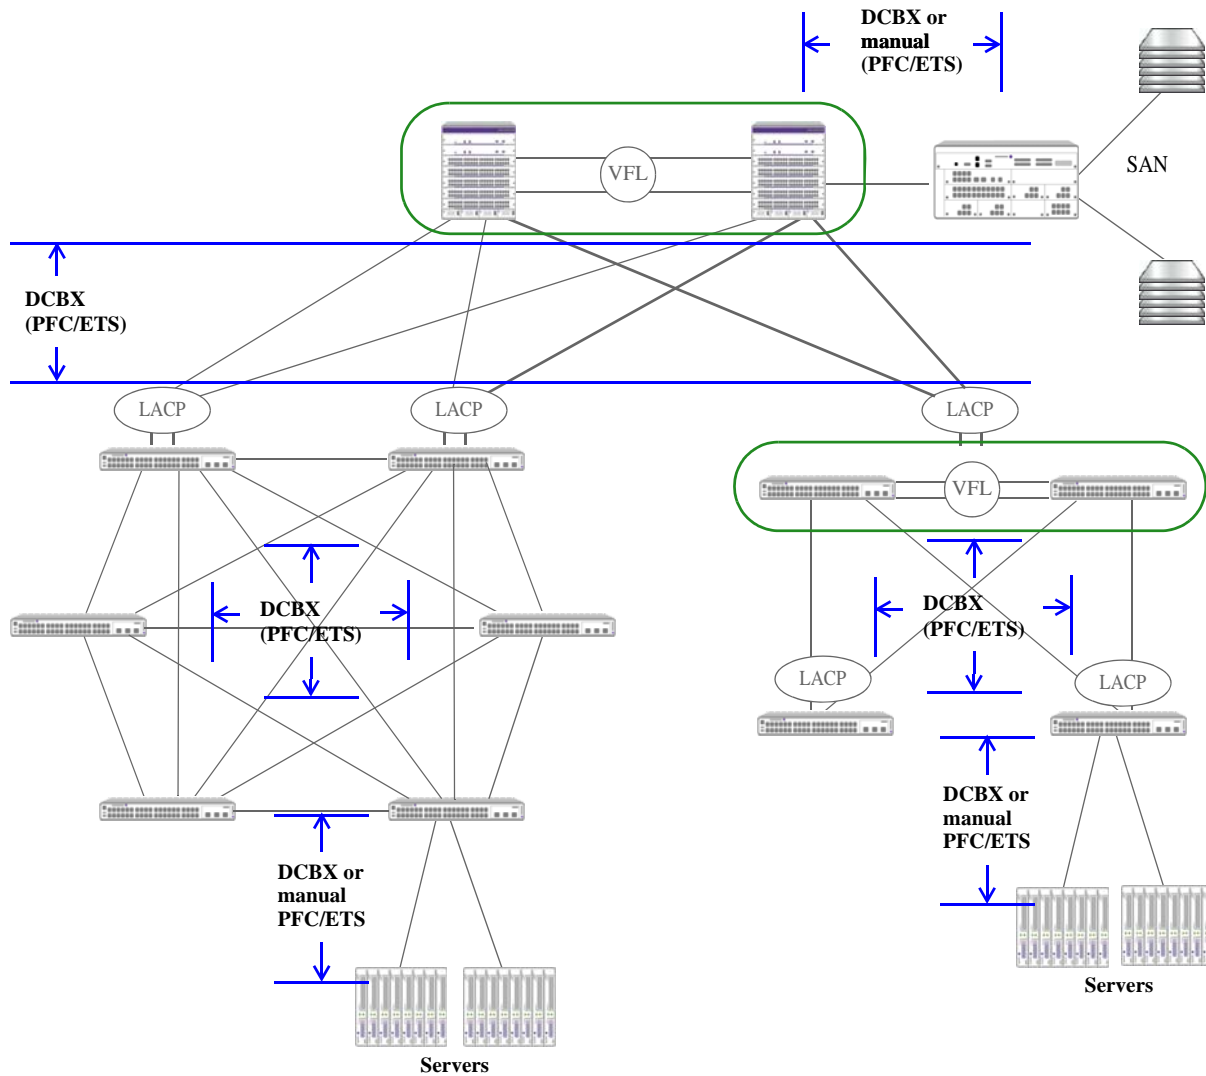 DCBX or
manual
(PFC/ETS)
VFL
SAN
DCBX
(PFC/ETS)
LACP
LACP
LACP
VFL
DCBX
(PFC/ETS)
DCBX
(PFC/ETS)
LACP
LACP
DCBX or
manual
PFC/ETS
DCBX or
manual
PFC/ETS
Servers
Servers